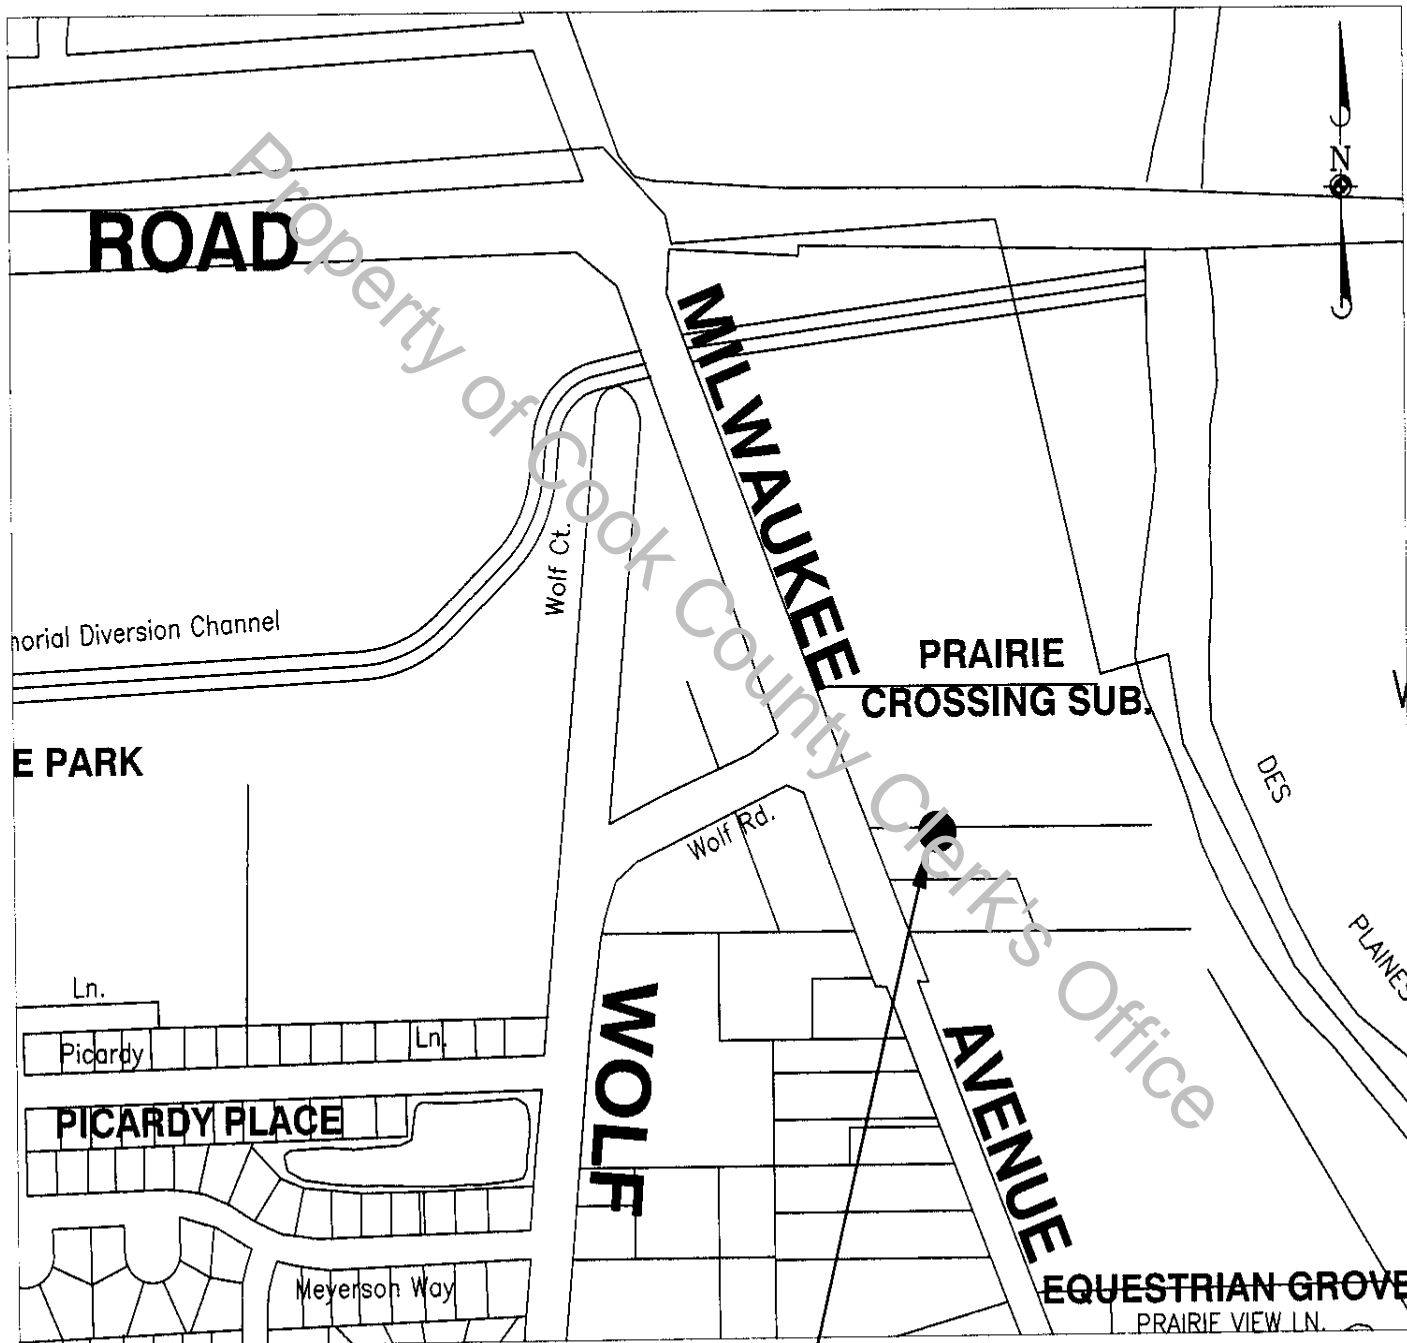 N
ROAD
MILWAUKEE
Property of Cook County Clerk's Office
Wolf Ct.
morial Diversion Channel
PRAIRIE
CROSSING SUB.
E PARK
DES
Wolf Rd.
PLAINES
Ln.
WOLF
Ln.
Picardy
AVENUE
PICARDY PLACE
Meyerson Way
EQUESTRIAN GROVE
PRAIRIE VIEW LN.